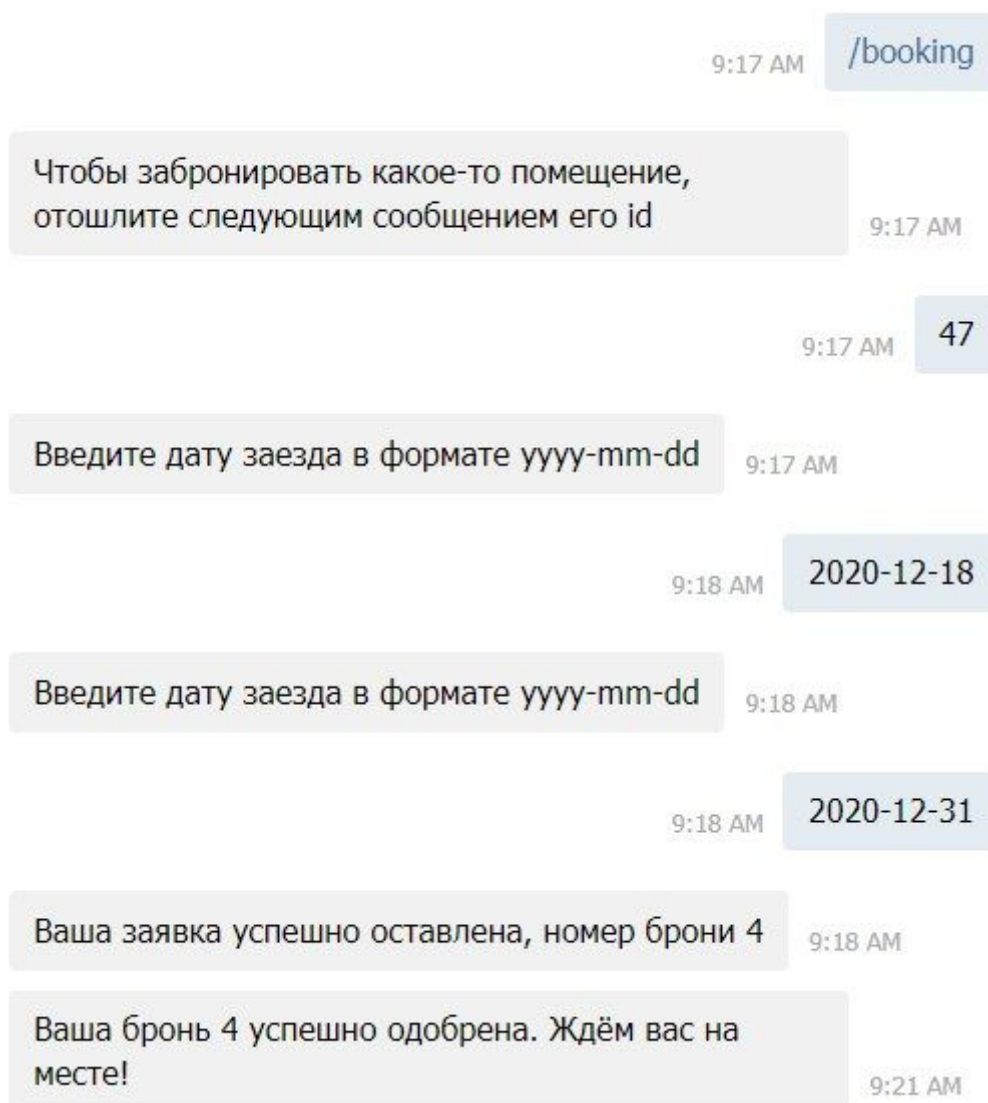 /booking
9:17 AM
Чтобы забронировать какое-то помещение,
отошлите следующим сообщением его id
9:17 AM
47
9:17 AM
Введите дату заезда в формате yyyy-mm-dd
9:17 AM
2020-12-18
9:18 AM
Введите дату заезда в формате yyyy-mm-dd
9:18 AM
2020-12-31
9:18 AM
Ваша заявка успешно оставлена, номер брони 4
9:18 AM
Ваша бронь 4 успешно одобрена. Ждём вас на
месте!
9:21 AM